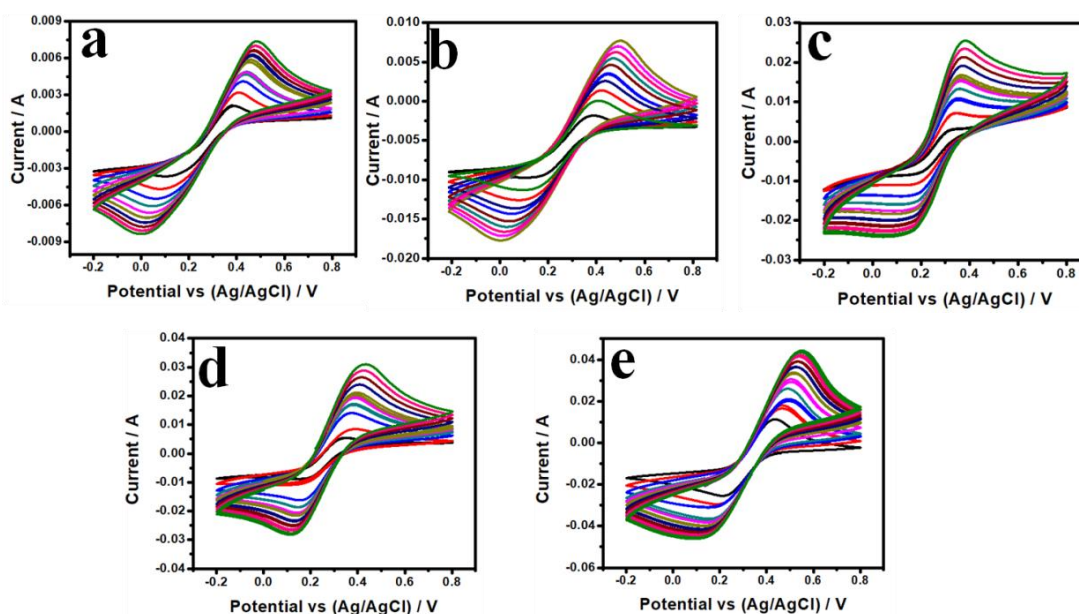 a
Current / A
0.009
0.006
0.003
0.000
-0.003
-0.006
-0.009
-0.2 0.0 0.2 0.4 0.6 0.8
Potential vs (Ag/AgCl) / V
b
Current / A
0.010
0.005
0.000
-0.005
-0.010
-0.015
-0.020
-0.2 0.0 0.2 0.4 0.6 0.8
Potential vs (Ag/AgCl) / V
c
Current / A
0.03
0.02
0.01
0.00
-0.01
-0.02
-0.03
-0.2 0.0 0.2 0.4 0.6 0.8
Potential vs (Ag/AgCl) / V
d
Current / A
0.04
0.03
0.02
0.01
0.00
-0.01
-0.02
-0.03
-0.04
-0.2 0.0 0.2 0.4 0.6 0.8
Potential vs (Ag/AgCl) / V
e
Current / A
0.04
0.02
0.00
-0.02
-0.04
-0.06
-0.2 0.0 0.2 0.4 0.6 0.8
Potential vs (Ag/AgCl) / V